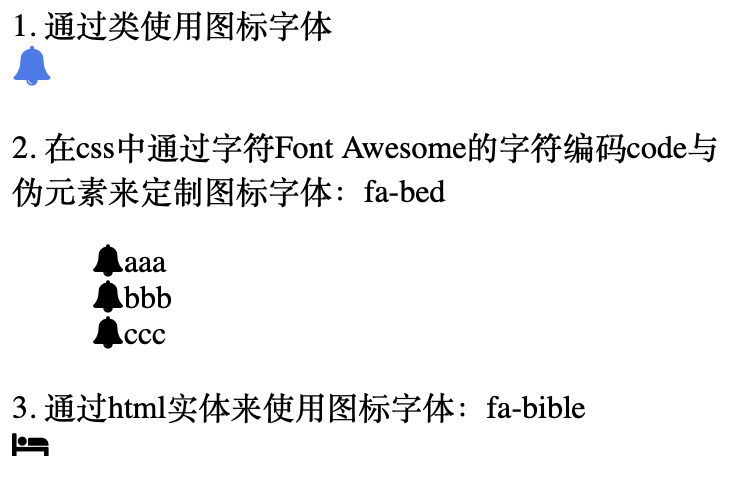 1. 通过类使用图标字体
2. 在css中通过字符Font Awesome的字符编码code与
伪元素来定制图标字体：fa-bed
aaa
bbb
ccc
3. 通过html实体来使用图标字体：fa-bible